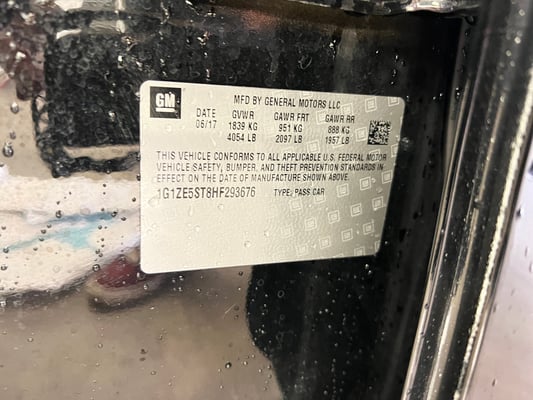 GM
MFD BY GENERAL MOTORS LLC
DATE GVWR GAWR FRT GAWR RR
06/17 1839 KG 951 KG 888 KG
4054 LB 2097 LB 1957 LB
THIS VEHICLE CONFORMS TO ALL APPLICABLE U.S. FEDERAL MOTOR
VEHICLE SAFETY, BUMPER, AND THEFT PREVENTION STANDARDS IN
EFFECT ON THE DATE OF MANUFACTURE SHOWN ABOVE.
1G1ZE5ST8HF293676 TYPE: PASS CAR